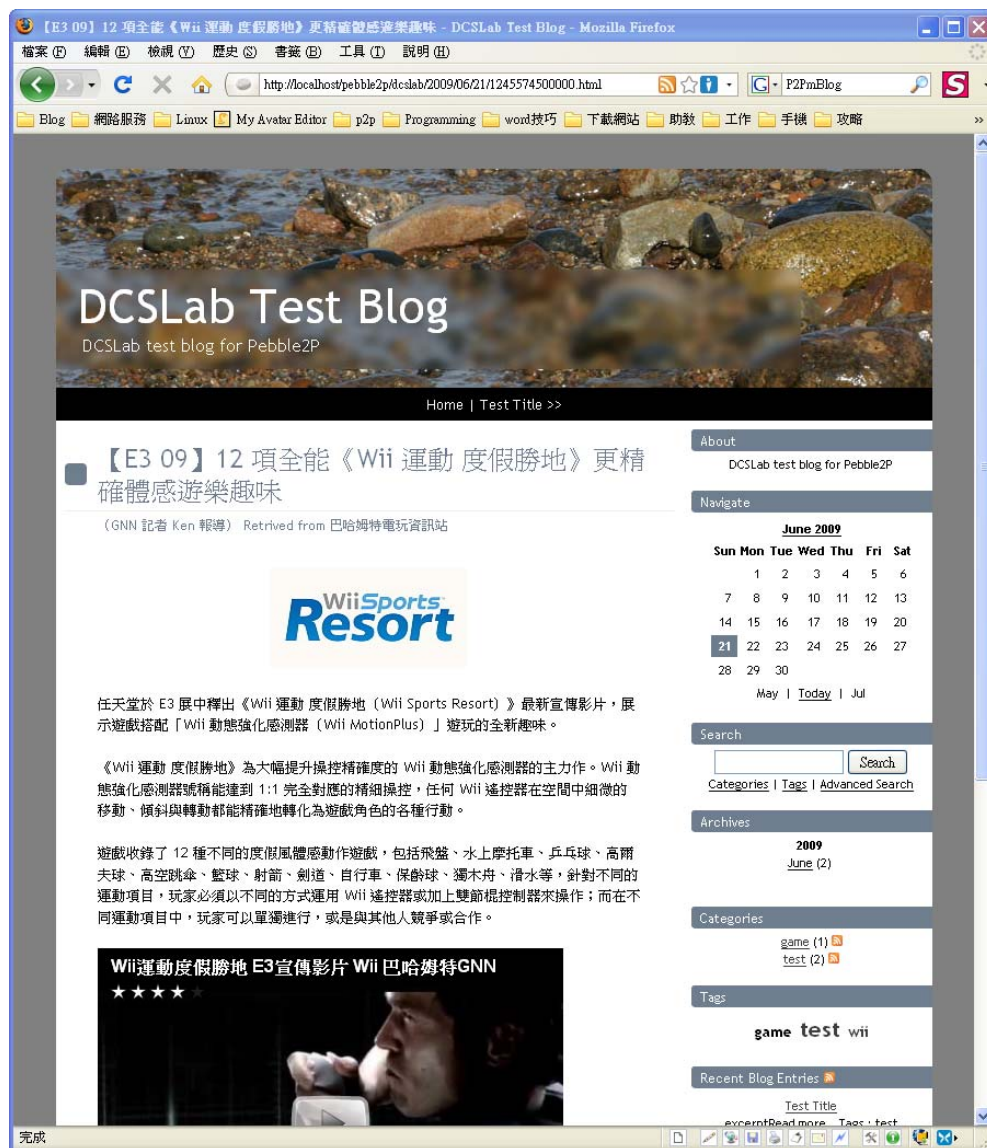 【E3 09】12 項全能《Wii 運動 度假勝地》更精確體感遊樂趣味 - DCSLab Test Blog - Mozilla Firefox
檔案(F) 編輯(E) 檢視(V) 歷史(S) 書籤(B) 工具(T) 說明(H)
http://localhost/pebble2p/dcslab/2009/06/21/1245574500000.html
G P2PmBlog
S
Blog 網路服務 Linux My Avatar Editor p2p Programming word技巧 下載網站 助教 工作 手機 攻略 »
DCSLab Test Blog
DCSLab test blog for Pebble2P
Home | Test Title >>
【E3 09】12 項全能《Wii 運動 度假勝地》更精
確體感遊樂趣味
（GNN 記者 Ken 報導） Retrived from 巴哈姆特電玩資訊站
WiiSports
Resort
任天堂於 E3 展中釋出《Wii 運動 度假勝地（Wii Sports Resort）》最新宣傳影片，展
示遊戲搭配「Wii 動態強化感測器（Wii MotionPlus）」遊玩的全新趣味。
《Wii 運動 度假勝地》為大幅提升操控精確度的 Wii 動態強化感測器的主力作。Wii 動
態強化感測器號稱能達到 1:1 完全對應的精細操控，任何 Wii 遙控器在空間中細微的
移動、傾斜與轉動都能精確地轉化為遊戲角色的各種行動。
遊戲收錄了 12 種不同的度假風體感動作遊戲，包括飛盤、水上摩托車、乒乓球、高爾
夫球、高空跳傘、籃球、射箭、劍道、自行車、保齡球、獨木舟、滑水等，針對不同的
運動項目，玩家必須以不同的方式運用 Wii 遙控器或加上雙節棍控制器來操作；而在不
同運動項目中，玩家可以單獨進行，或是與其他人競爭或合作。
Wii運動度假勝地 E3宣傳影片 Wii 巴哈姆特GNN
About
DCSLab test blog for Pebble2P
Navigate
June 2009
Sun Mon Tue Wed Thu Fri Sat
1 2 3 4 5 6
7 8 9 10 11 12 13
14 15 16 17 18 19 20
21 22 23 24 25 26 27
28 29 30
May | Today | Jul
Search
Search
Categories | Tags | Advanced Search
Archives
2009
June (2)
Categories
game (1)
test (2)
Tags
game test wii
Recent Blog Entries
Test Title
excerptRead more... Tags : test
完成